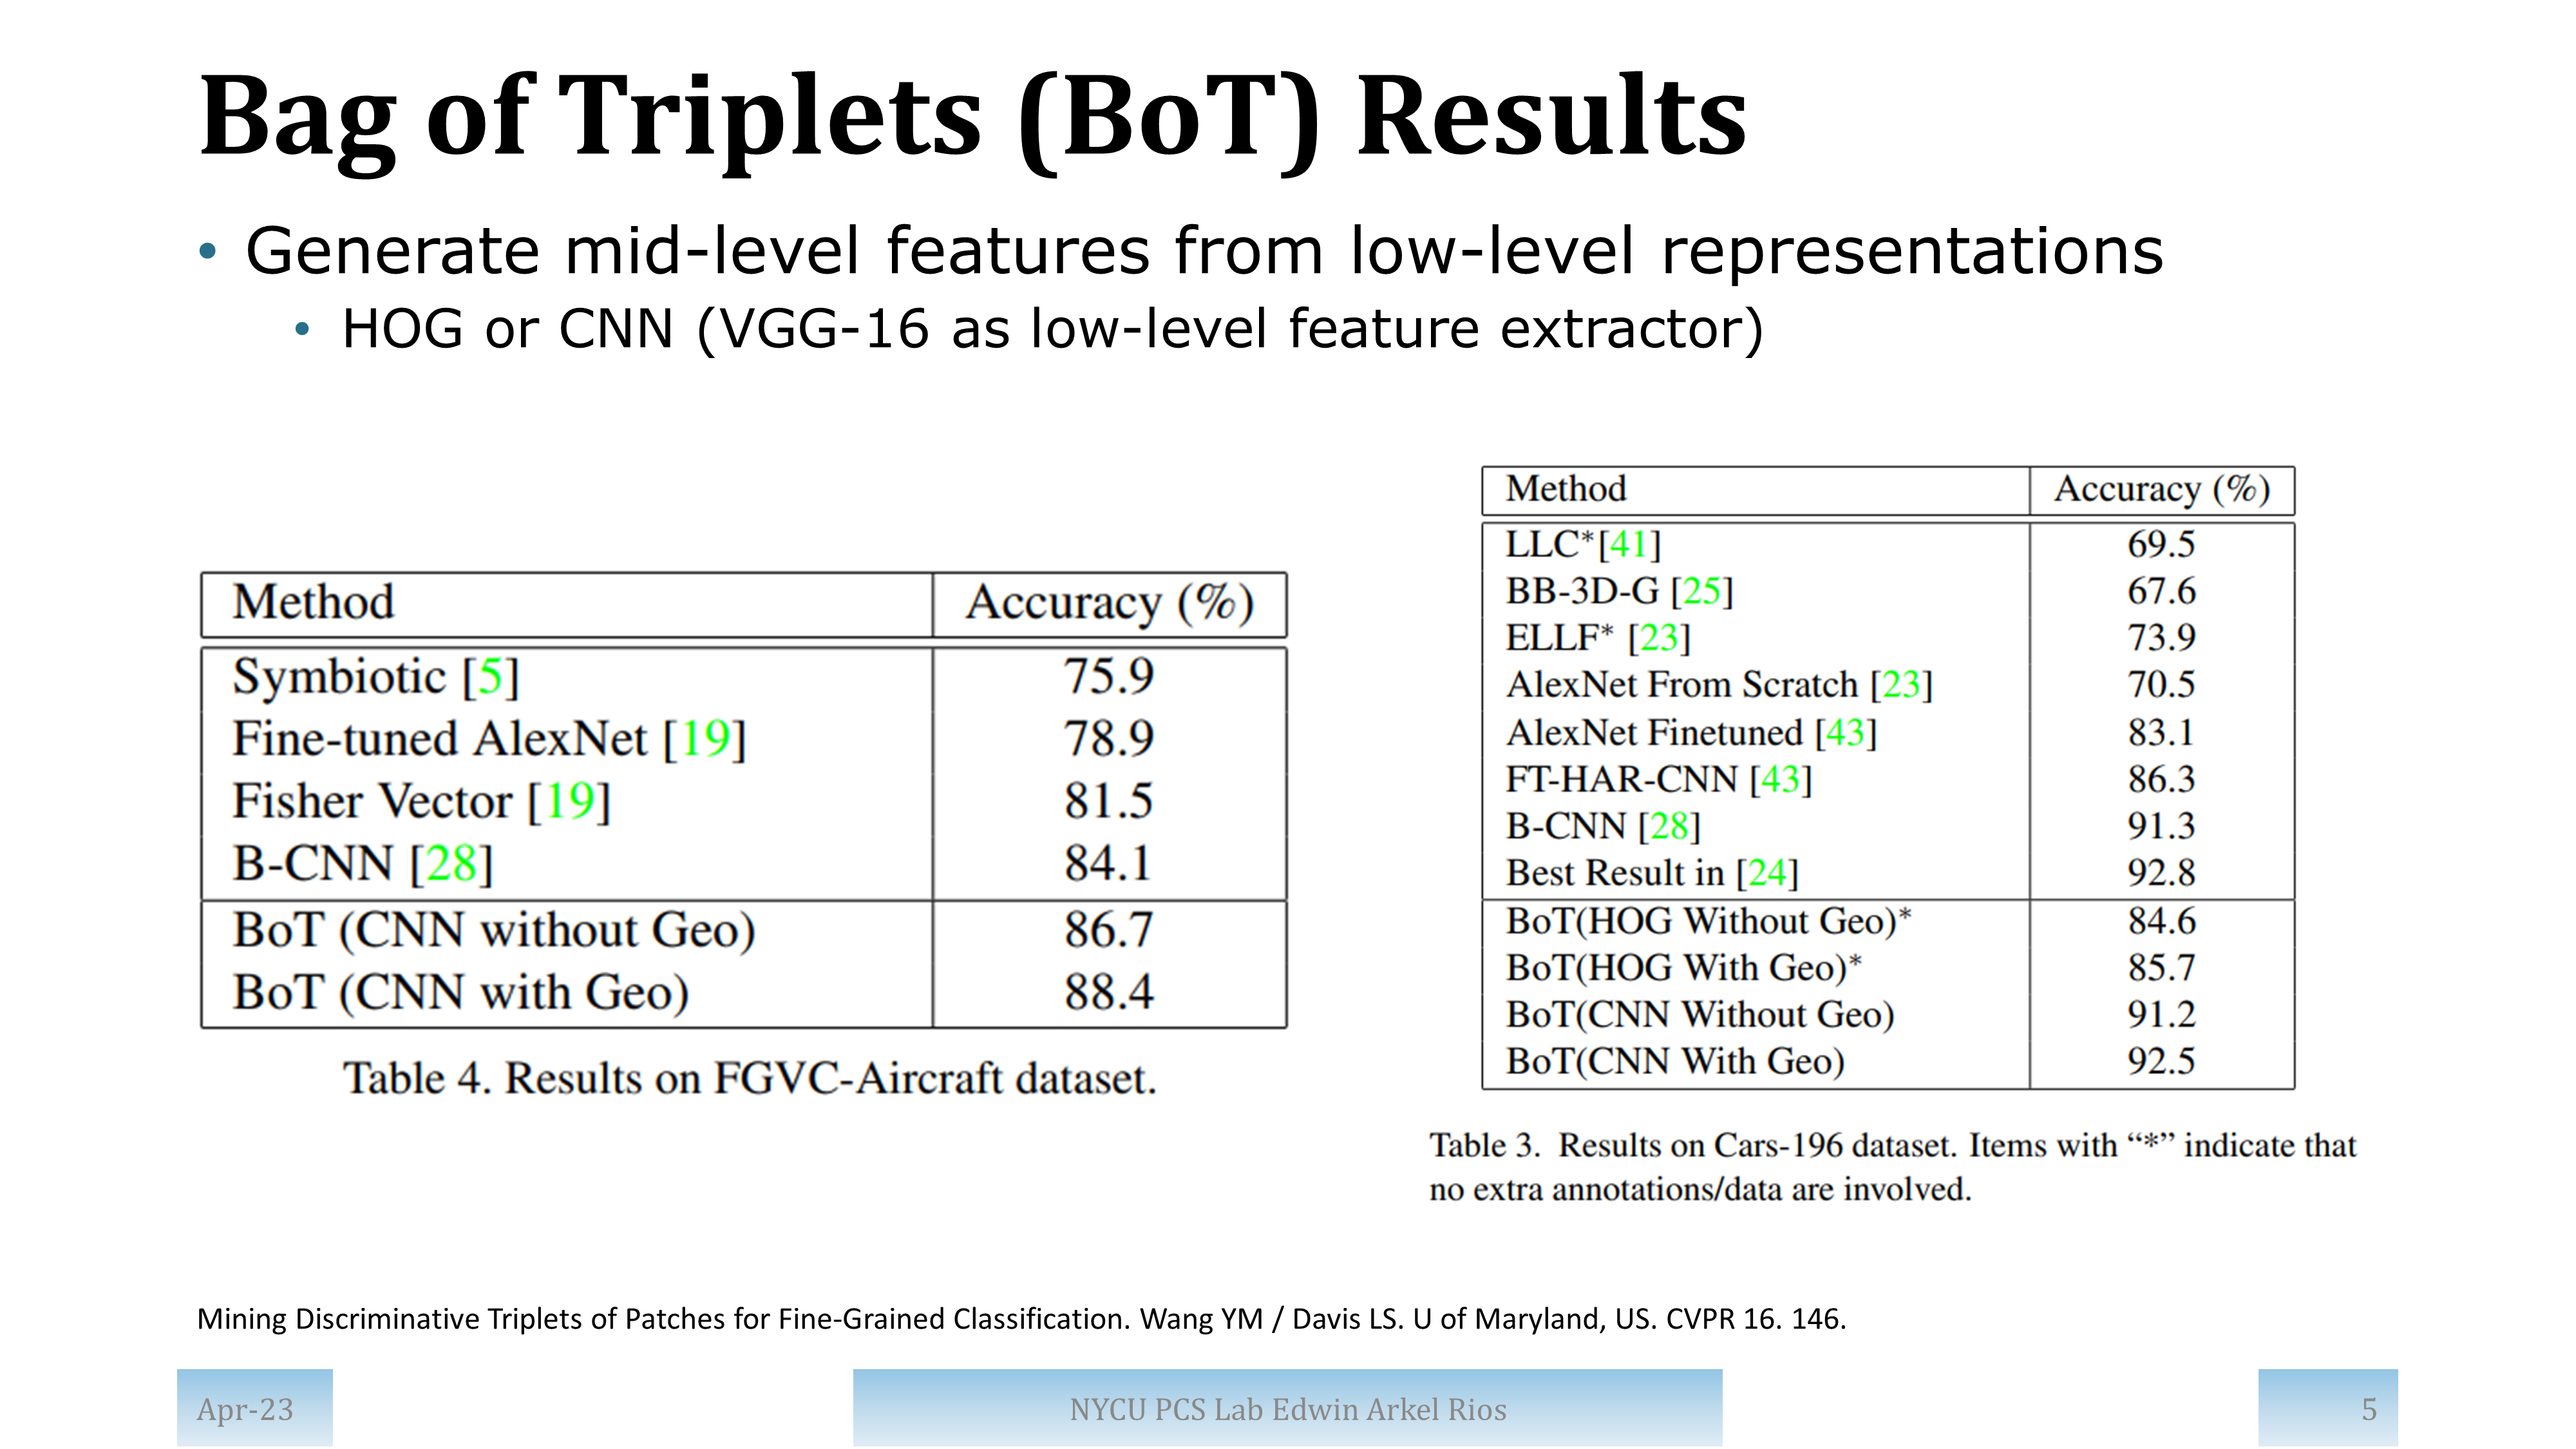 Bag of Triplets (BoT) Results
• Generate mid-level features from low-level representations
• HOG or CNN (VGG-16 as low-level feature extractor)
Method Accuracy (%)
Symbiotic [5] 75.9
Fine-tuned AlexNet [19] 78.9
Fisher Vector [19] 81.5
B-CNN [28] 84.1
BoT (CNN without Geo) 86.7
BoT (CNN with Geo) 88.4
Table 4. Results on FGVC-Aircraft dataset.
Method Accuracy (%)
LLC*[41] 69.5
BB-3D-G [25] 67.6
ELLF* [23] 73.9
AlexNet From Scratch [23] 70.5
AlexNet Finetuned [43] 83.1
FT-HAR-CNN [43] 86.3
B-CNN [28] 91.3
Best Result in [24] 92.8
BoT(HOG Without Geo)* 84.6
BoT(HOG With Geo)* 85.7
BoT(CNN Without Geo) 91.2
BoT(CNN With Geo) 92.5
Table 3. Results on Cars-196 dataset. Items with “*” indicate that
no extra annotations/data are involved.
Mining Discriminative Triplets of Patches for Fine-Grained Classification. Wang YM / Davis LS. U of Maryland, US. CVPR 16. 146.
Apr-23
NYCU PCS Lab Edwin Arkel Rios
5